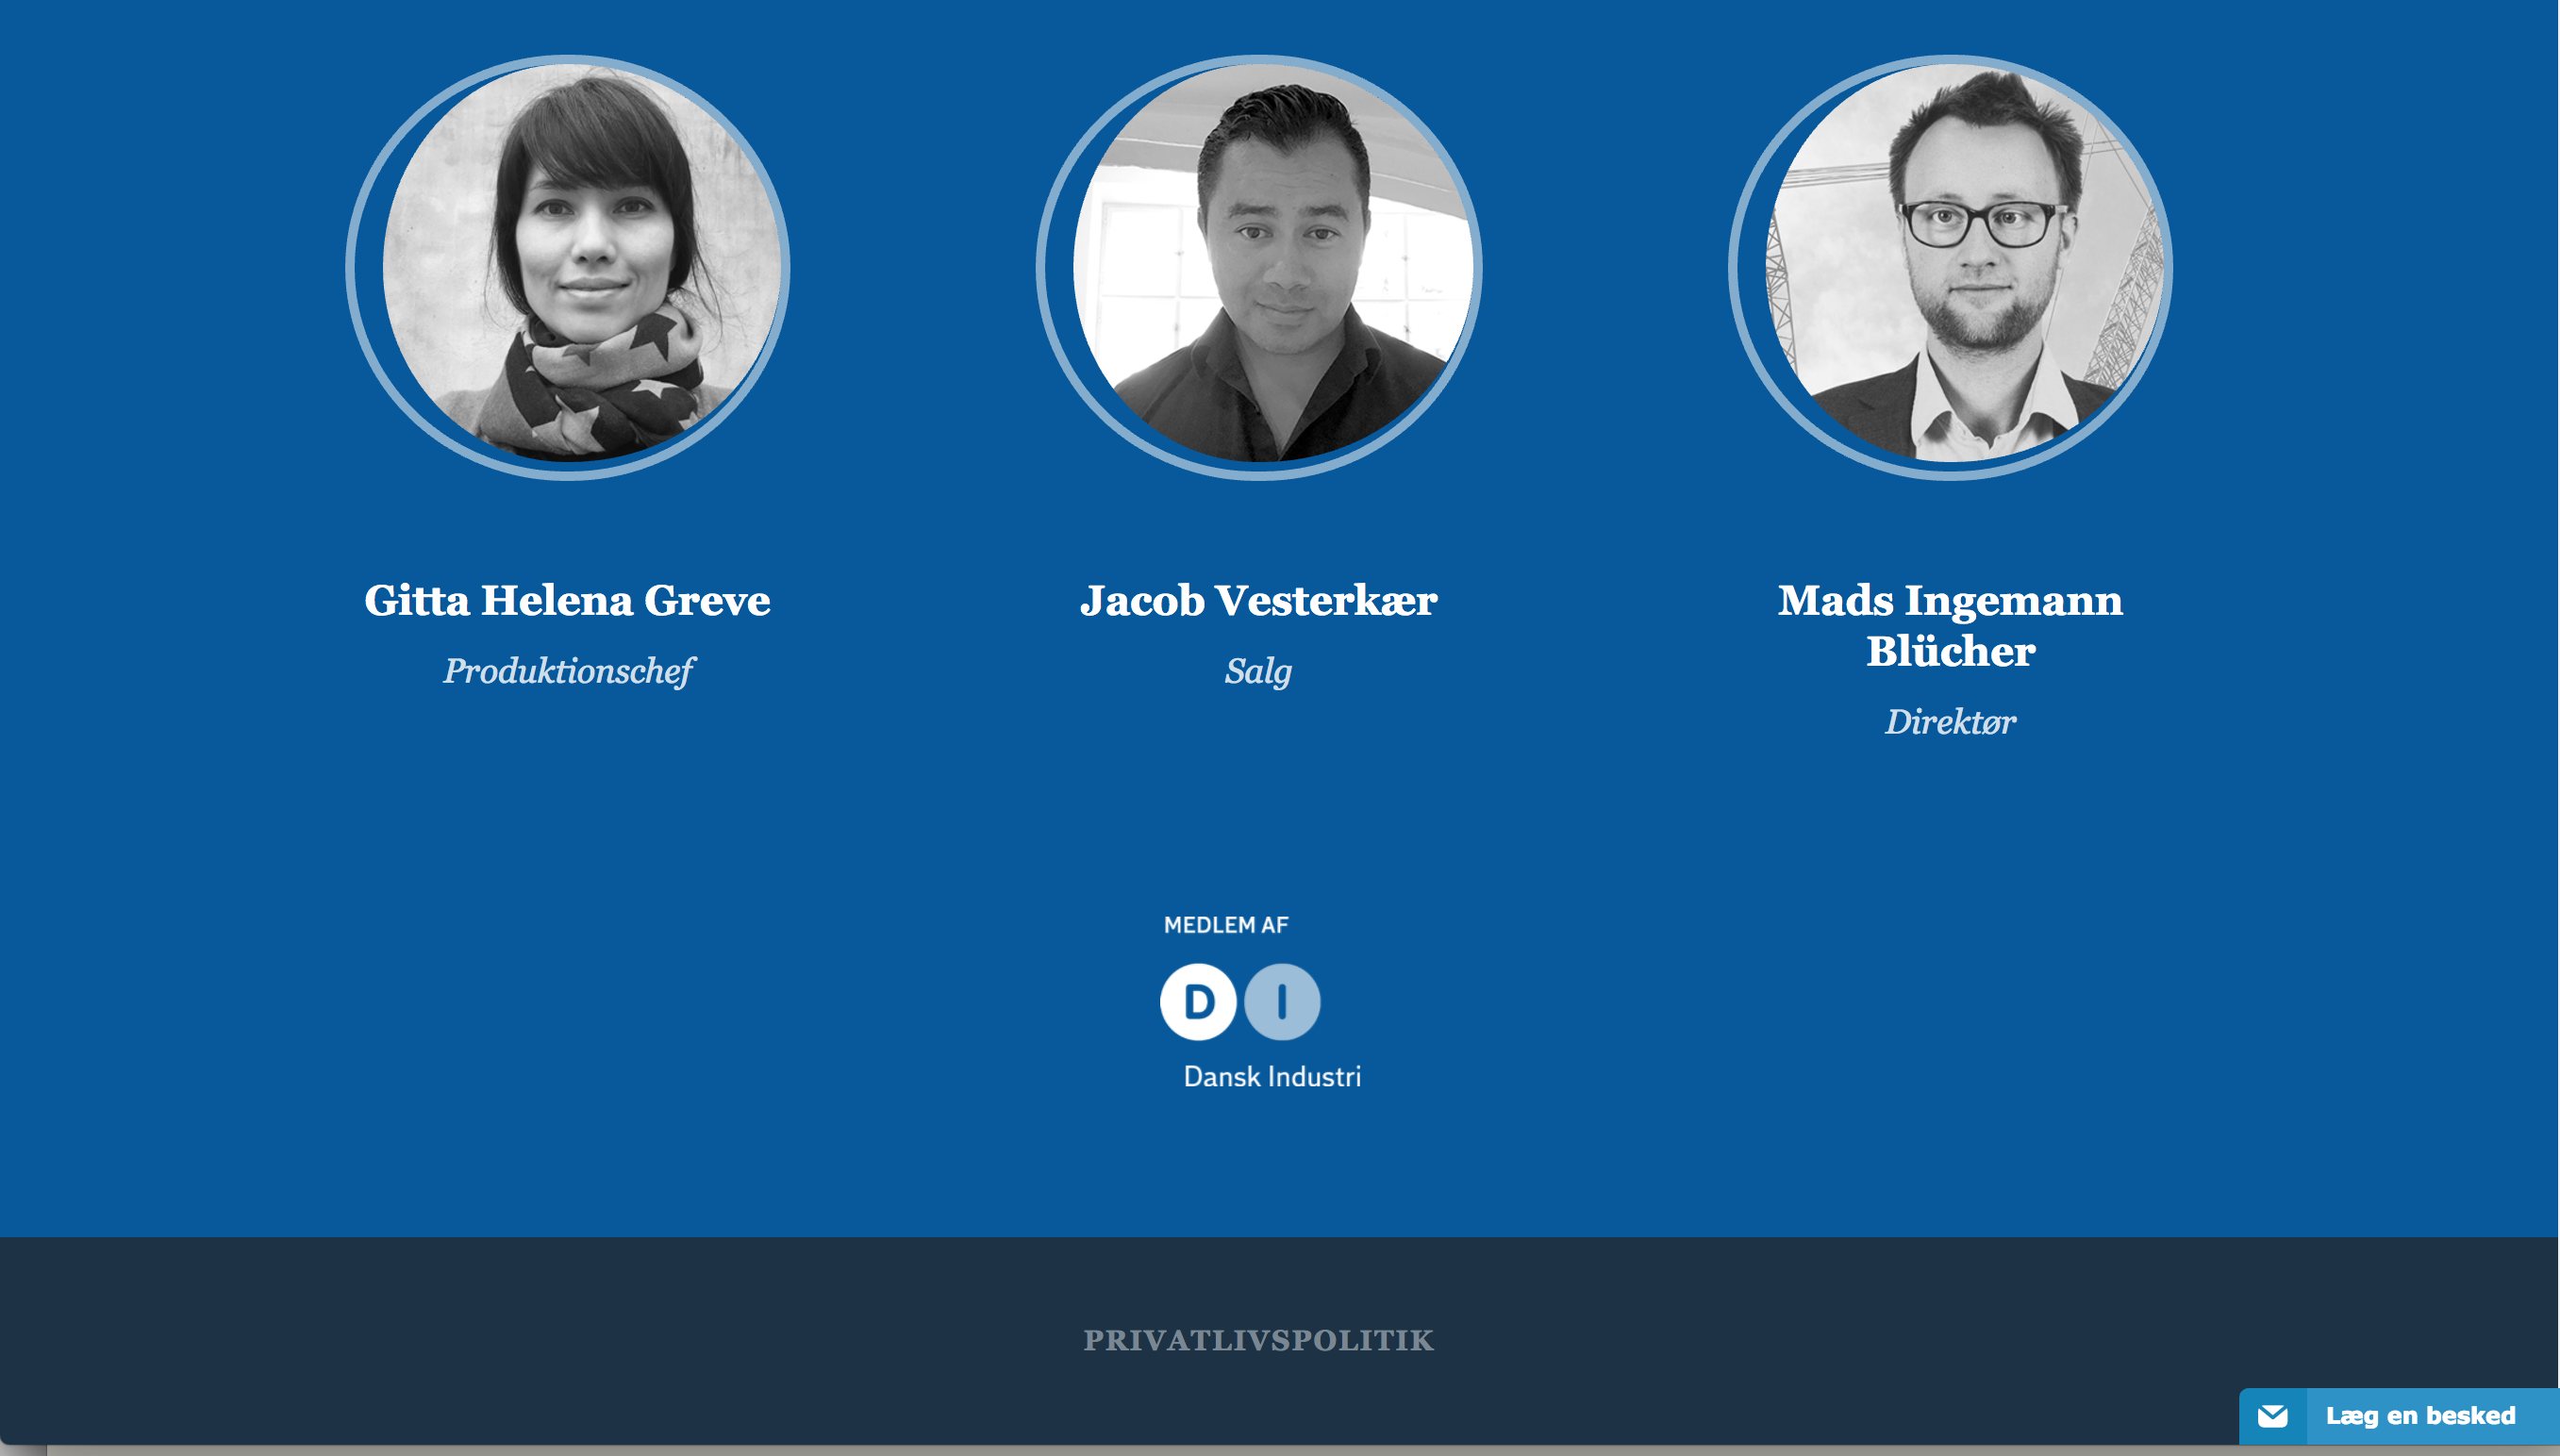 Gitta Helena Greve
Produktionschef
Jacob Vesterkær
Salg
Mads Ingemann
Blücher
Direktør
MEDLEM AF
D I
Dansk Industri
PRIVATLIVSPOLITIK
Læg en besked